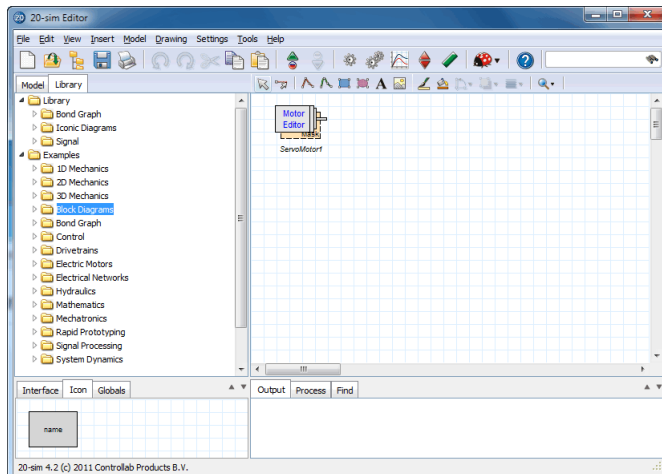 20-sim Editor
File Edit View Insert Model Drawing Settings Tools Help
Model Library
Library
Bond Graph
Iconic Diagrams
Signal
Examples
1D Mechanics
2D Mechanics
3D Mechanics
Block Diagrams
Bond Graph
Control
Drivetrains
Electric Motors
Electrical Networks
Hydraulics
Mathematics
Mechatronics
Rapid Prototyping
Signal Processing
System Dynamics
Motor
Editor
Mask
ServoMotor1
Interface Icon Globals
name
Output Process Find
20-sim 4.2 (c) 2011 Controllab Products B.V.